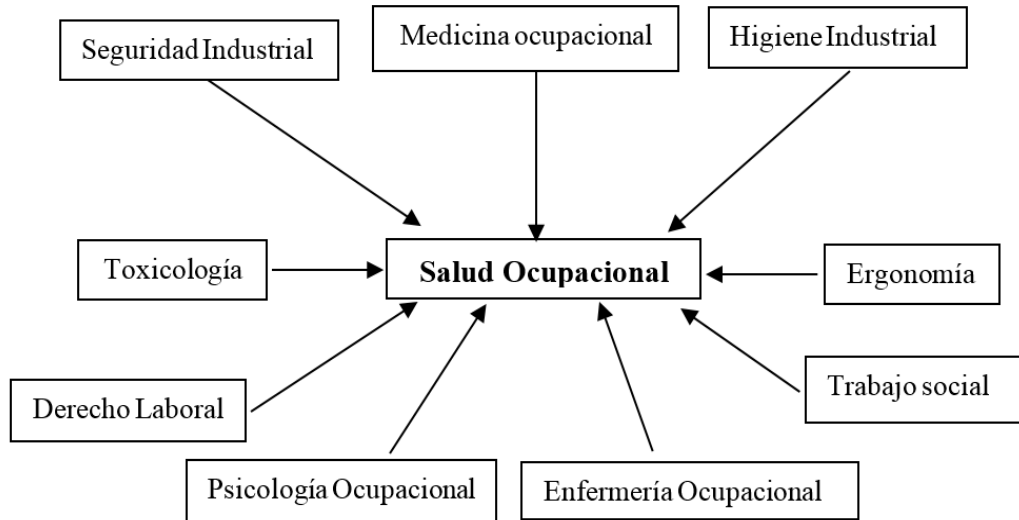 Seguridad Industrial
Medicina ocupacional
Higiene Industrial
Toxicología
Salud Ocupacional
Ergonomía
Derecho Laboral
Trabajo social
Psicología Ocupacional
Enfermería Ocupacional